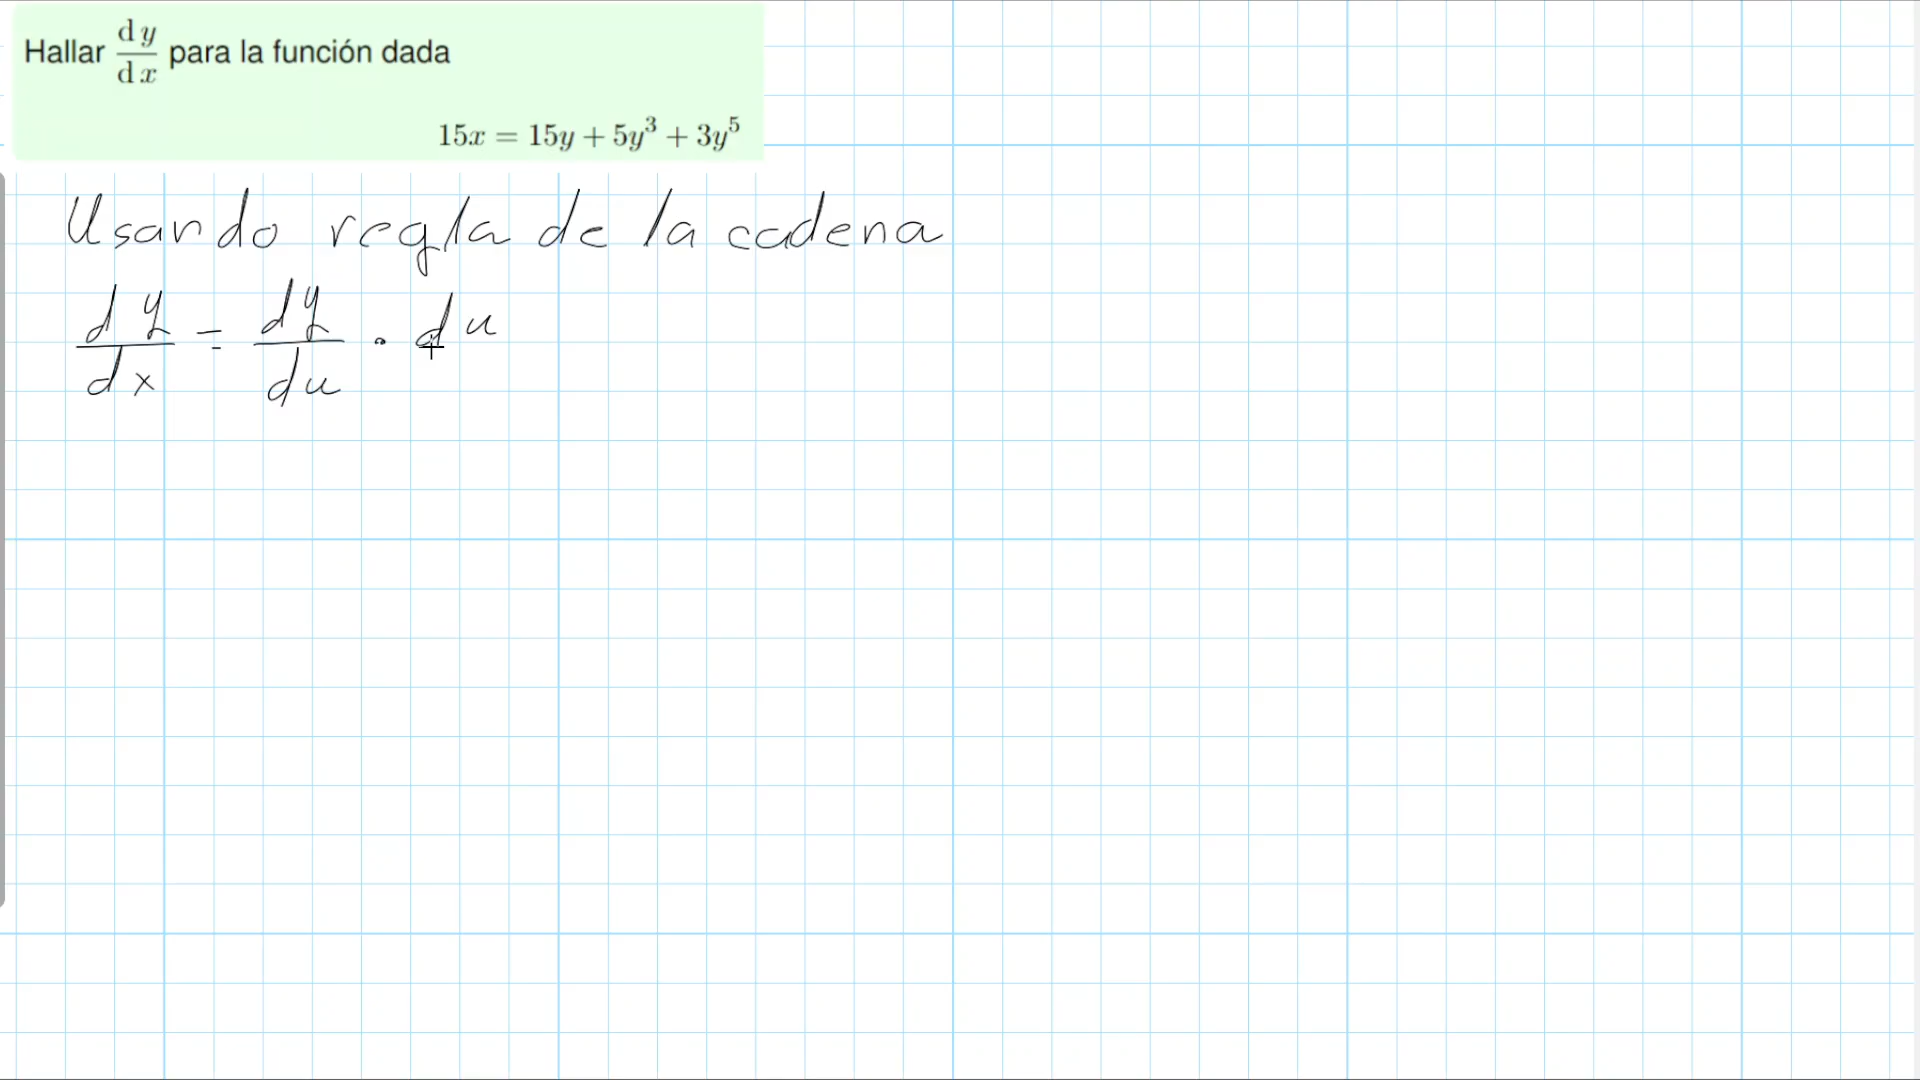 Hallar dy/dx para la función dada
15x = 15y + 5y³ + 3y⁵
Usando regla de la cadena
dy/dx = dy/du · du